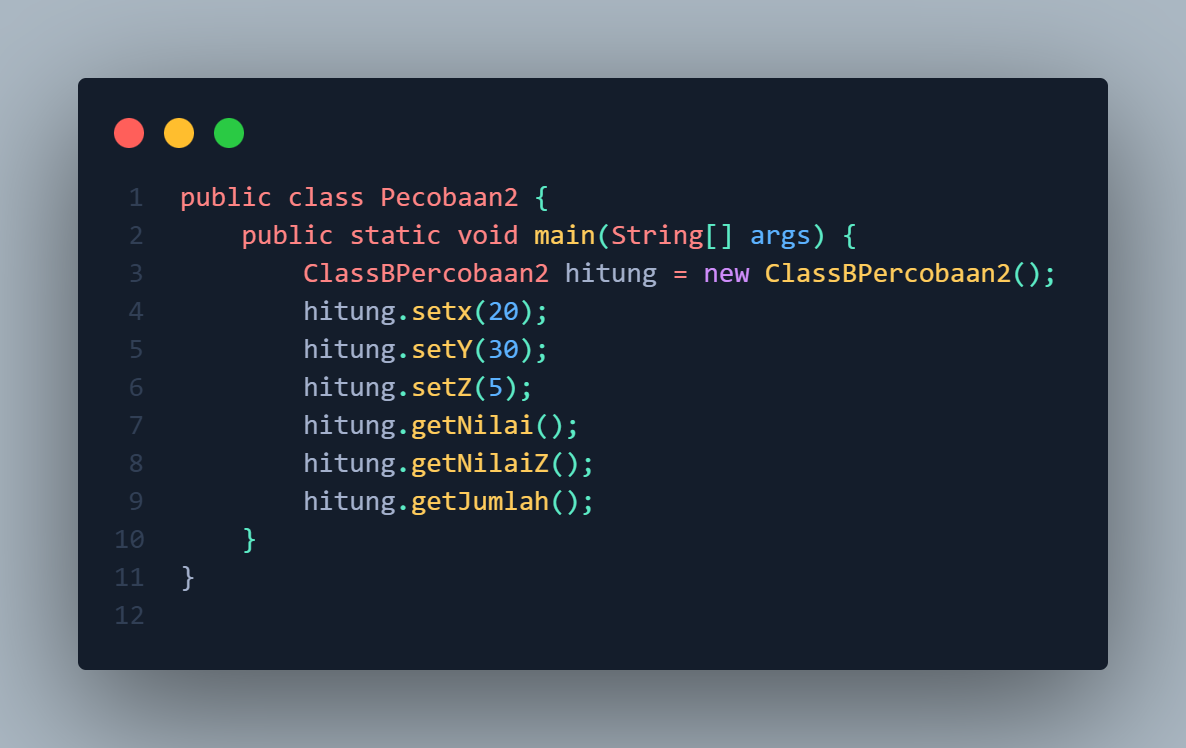 1 public class Pecobaan2 {
2     public static void main(String[] args) {
3         ClassBPercobaan2 hitung = new ClassBPercobaan2();
4         hitung.setx(20);
5         hitung.setY(30);
6         hitung.setZ(5);
7         hitung.getNilai();
8         hitung.getNilaiZ();
9         hitung.getJumlah();
10     }
11 }
12